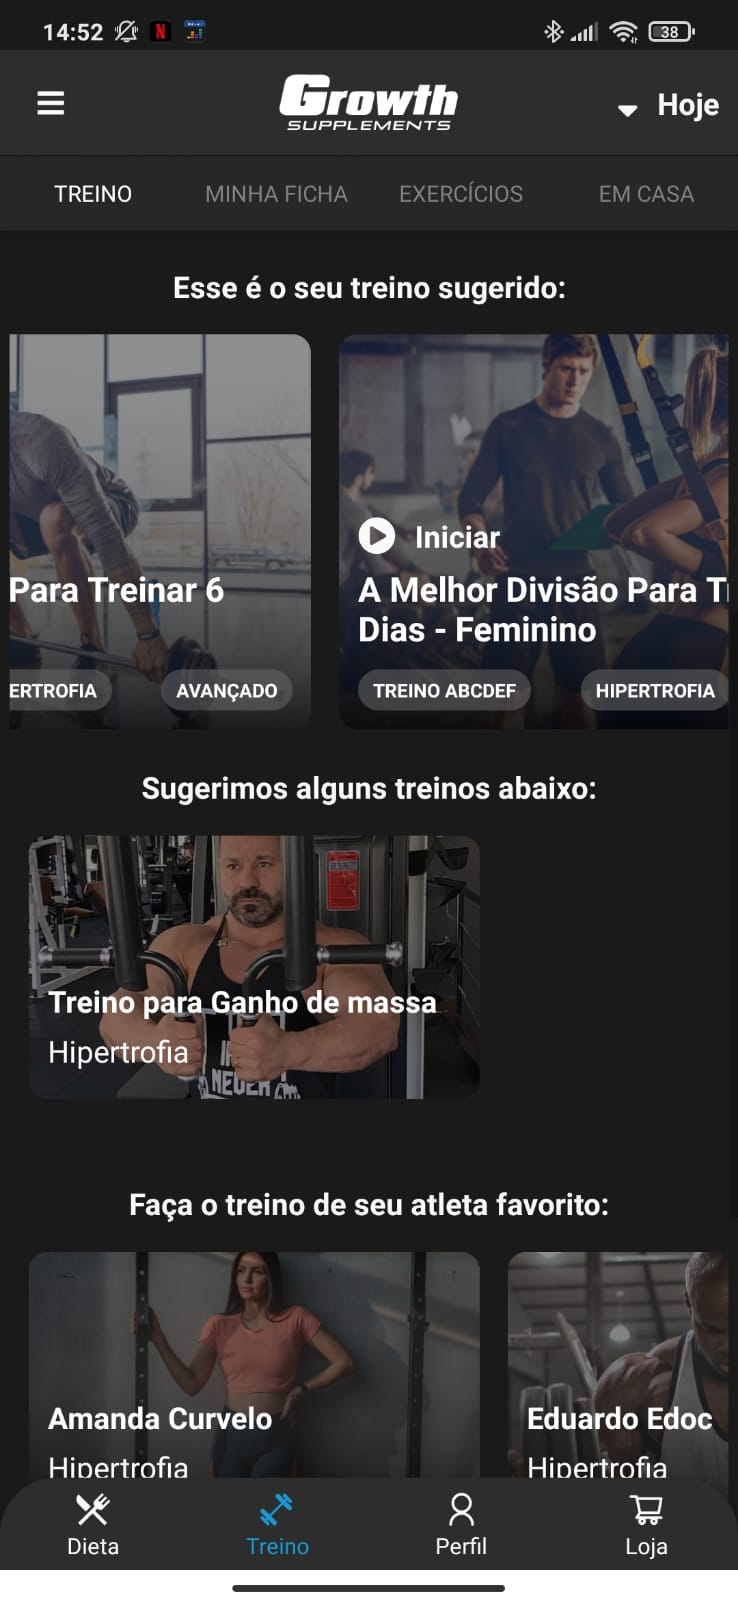 14:52
38
Growth
SUPPLEMENTS
Hoje
TREINO MINHA FICHA EXERCÍCIOS EM CASA
Esse é o seu treino sugerido:
Para Treinar 6
ERTROFIA AVANÇADO
Iniciar
A Melhor Divisão Para T
Dias - Feminino
TREINO ABCDEF HIPERTROFIA
Sugerimos alguns treinos abaixo:
Treino para Ganho de massa
Hipertrofia
NEVER
Faça o treino de seu atleta favorito:
Amanda Curvelo
Hipertrofia
Eduardo Edoc
Hipertrofia
Dieta Treino Perfil Loja